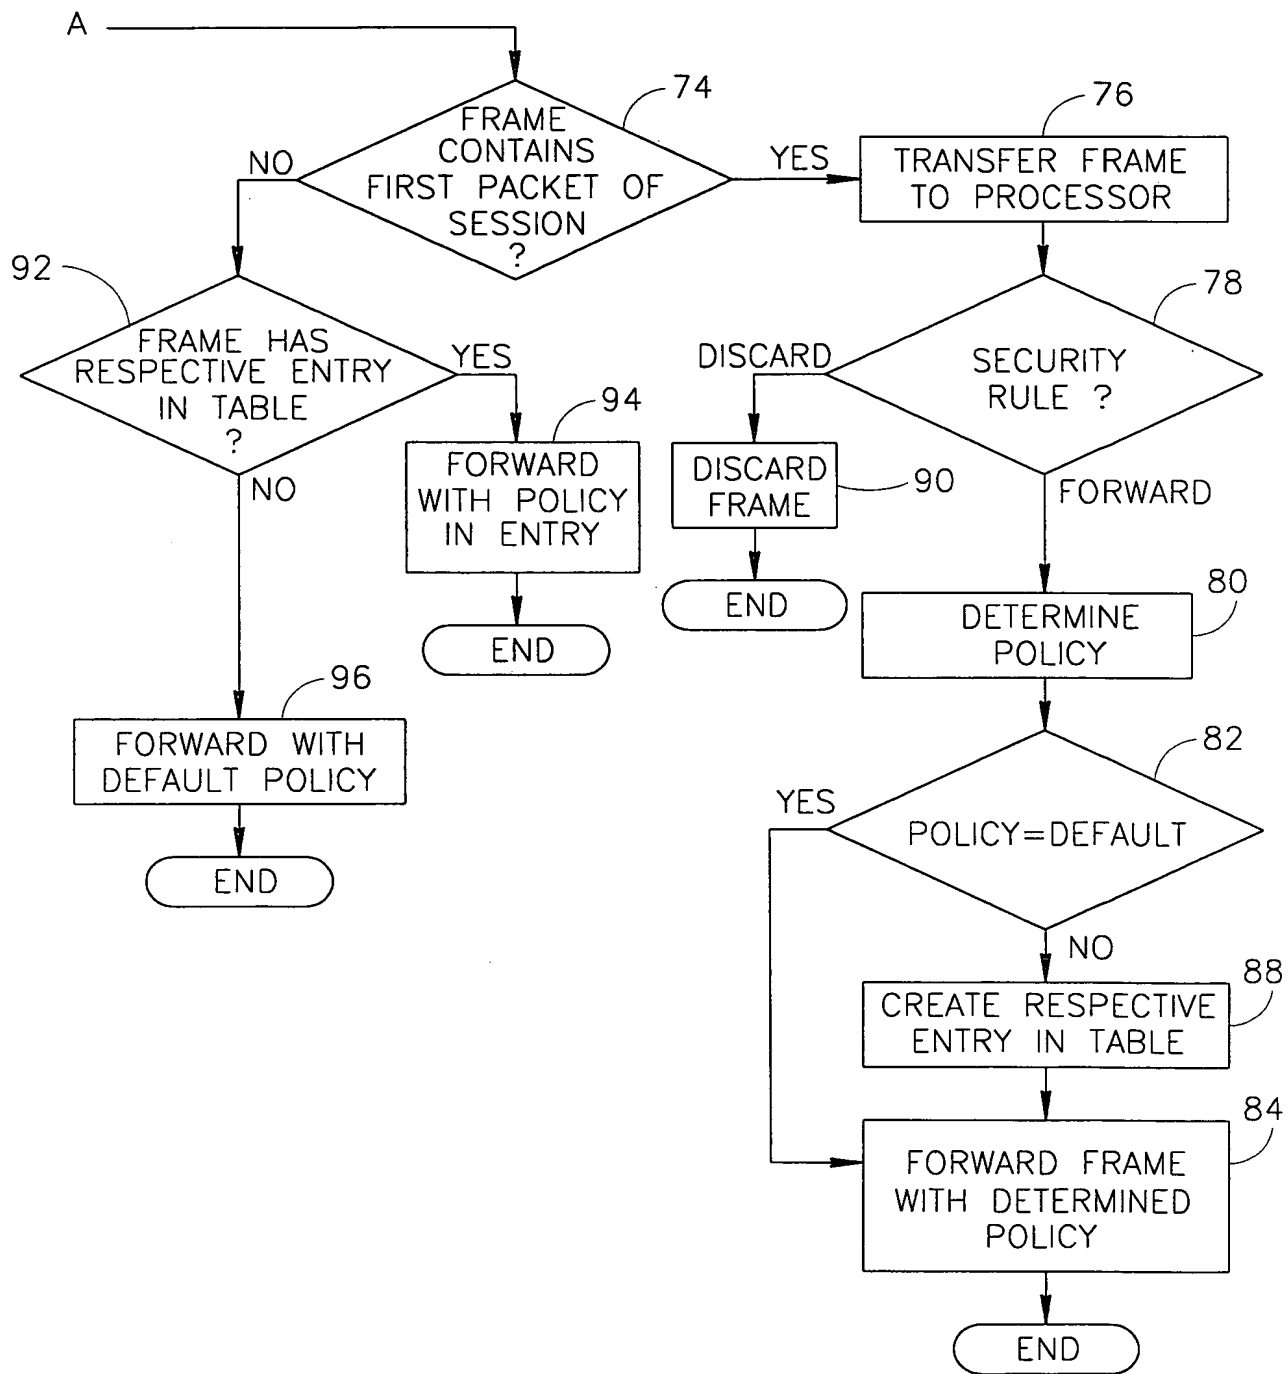 A
74
FRAME
CONTAINS
FIRST PACKET OF
SESSION
?
NO
YES
76
TRANSFER FRAME
TO PROCESSOR
92
FRAME HAS
RESPECTIVE ENTRY
IN TABLE
?
YES
NO
94
FORWARD
WITH POLICY
IN ENTRY
END
96
FORWARD WITH
DEFAULT POLICY
END
78
SECURITY
RULE ?
DISCARD
FORWARD
DISCARD
FRAME
90
END
80
DETERMINE
POLICY
82
POLICY=DEFAULT
YES
NO
88
CREATE RESPECTIVE
ENTRY IN TABLE
84
FORWARD FRAME
WITH DETERMINED
POLICY
END